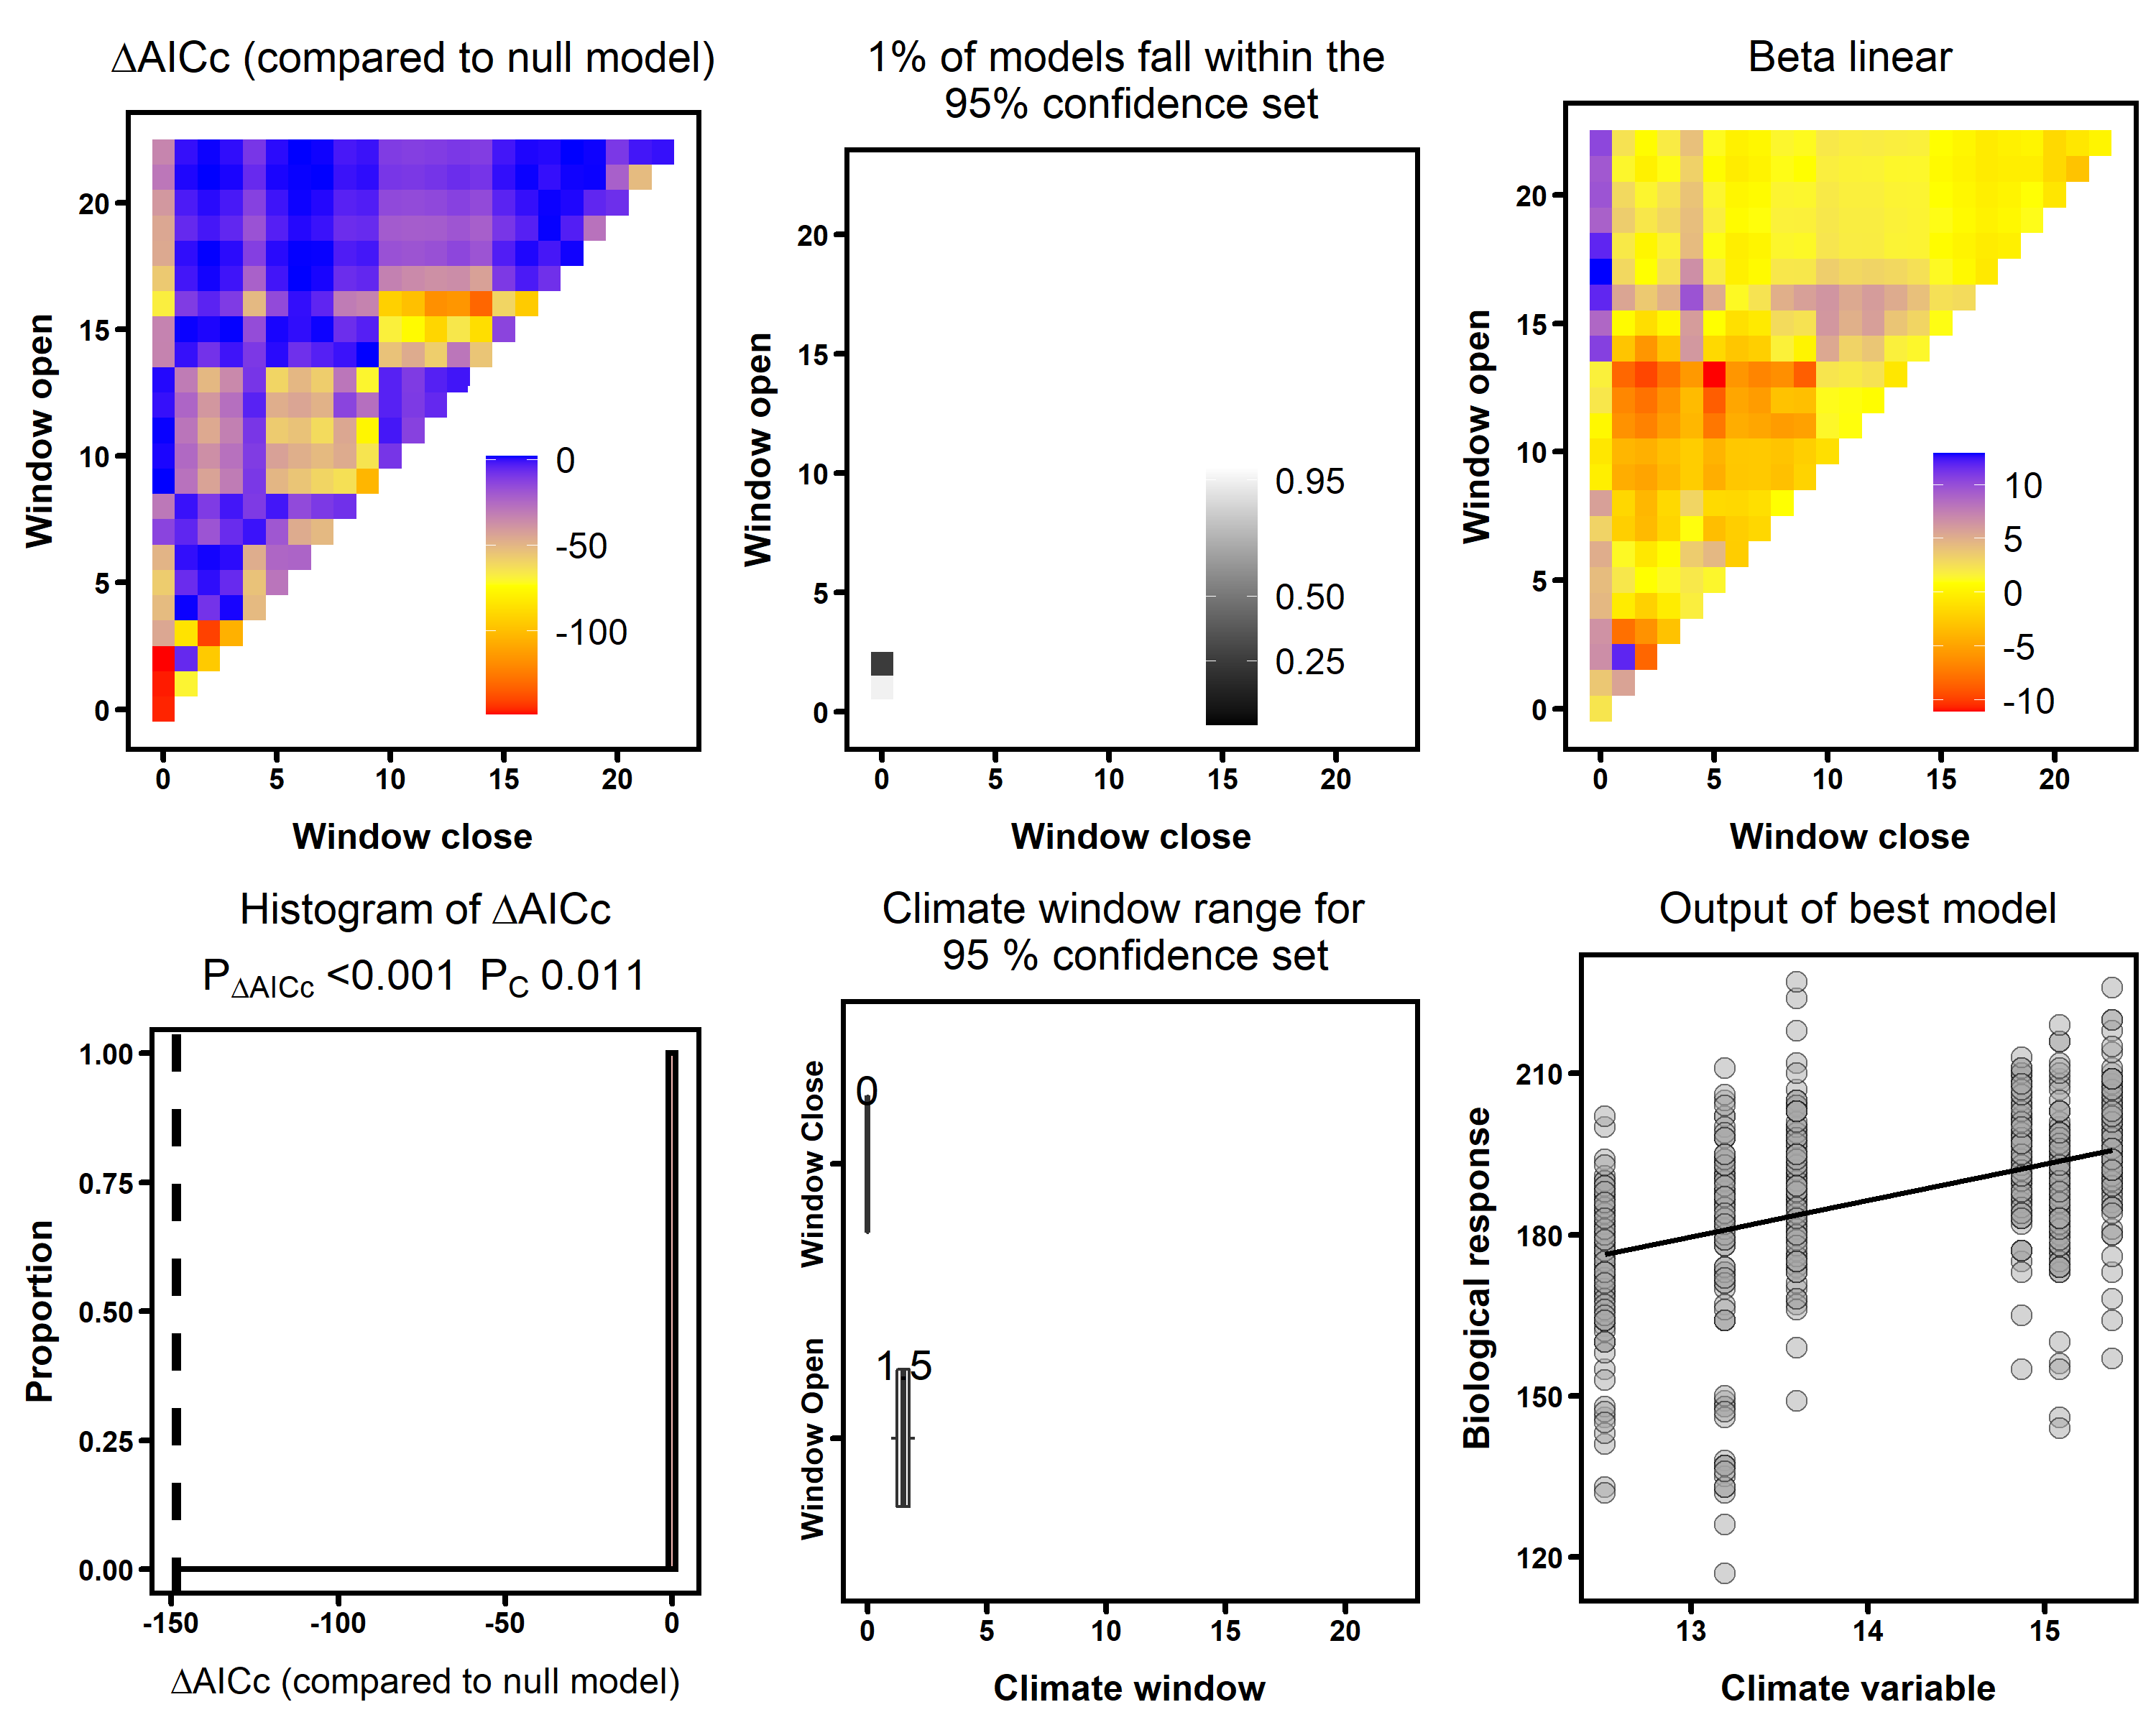 ∆AICc (compared to null model)
Window open
20
15
10
5
0
0
-50
-100
0
5
10
15
20
Window close
1% of models fall within the
95% confidence set
Window open
20
15
10
5
0
0.95
0.50
0.25
0
5
10
15
20
Window close
Beta linear
Window open
20
15
10
5
0
10
5
0
-5
-10
0
5
10
15
20
Window close
Histogram of ∆AICc
P∆AICc <0.001 PC 0.011
Proportion
1.00
0.75
0.50
0.25
0.00
-150
-100
-50
0
∆AICc (compared to null model)
Climate window range for
95 % confidence set
Window Close
Window Open
0
1.5
0
5
10
15
20
Climate window
Output of best model
Biological response
210
180
150
120
13
14
15
Climate variable